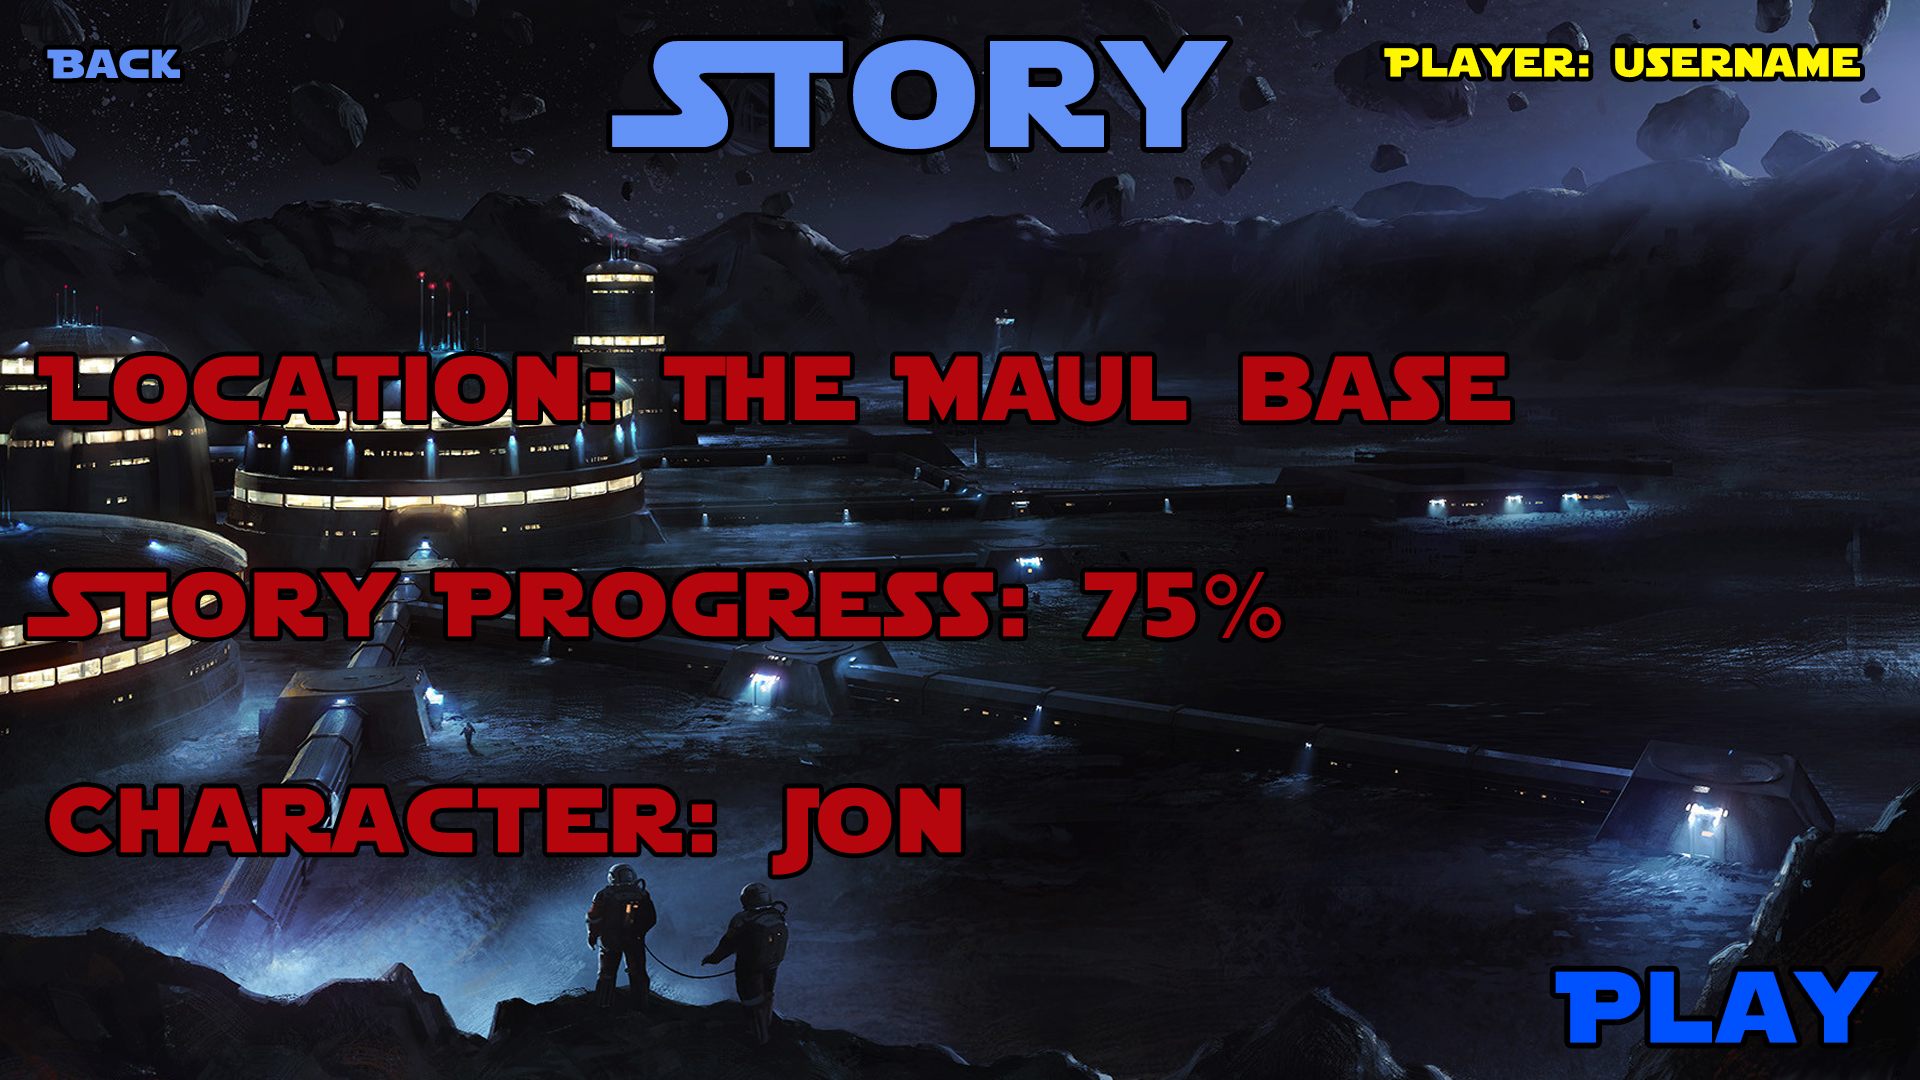 Back
Story
Player: username
Location: The Maul Base
Story Progress: 75%
Character: Jon
Play